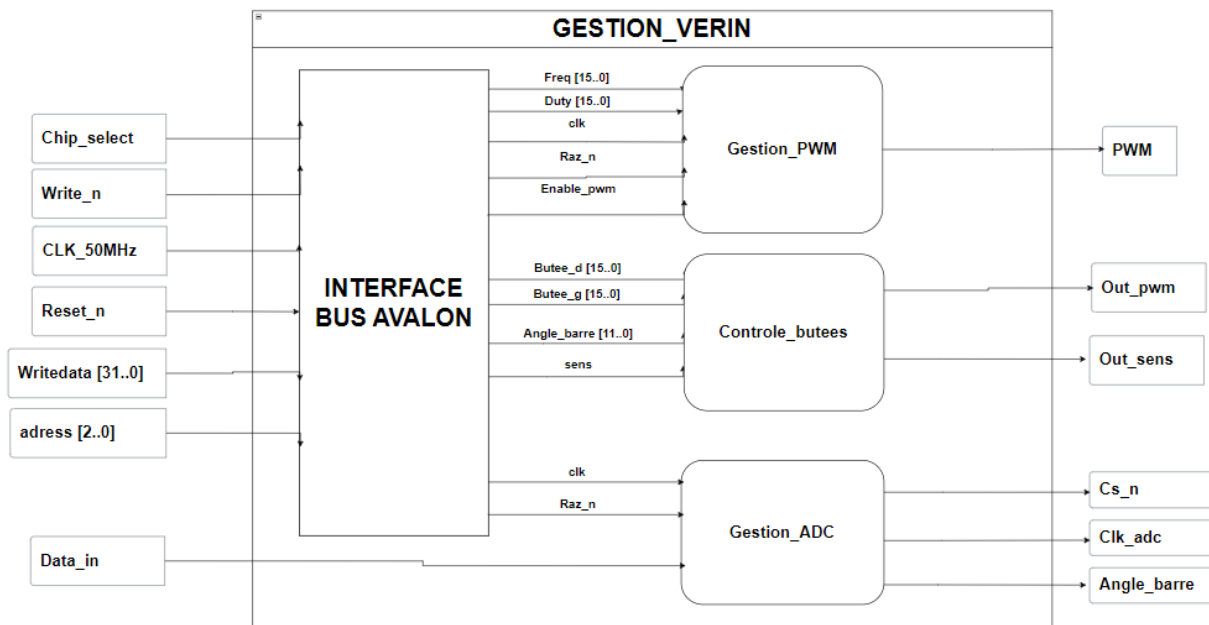 GESTION_VERIN
Chip_select
Write_n
CLK_50MHz
Reset_n
Writedata [31..0]
adress [2..0]
Data_in
INTERFACE
BUS AVALON
Freq [15..0]
Duty [15..0]
clk
Raz_n
Enable_pwm
Gestion_PWM
PWM
Butee_d [15..0]
Butee_g [15..0]
Angle_barre [11..0]
sens
Controle_butees
Out_pwm
Out_sens
clk
Raz_n
Gestion_ADC
Cs_n
Clk_adc
Angle_barre